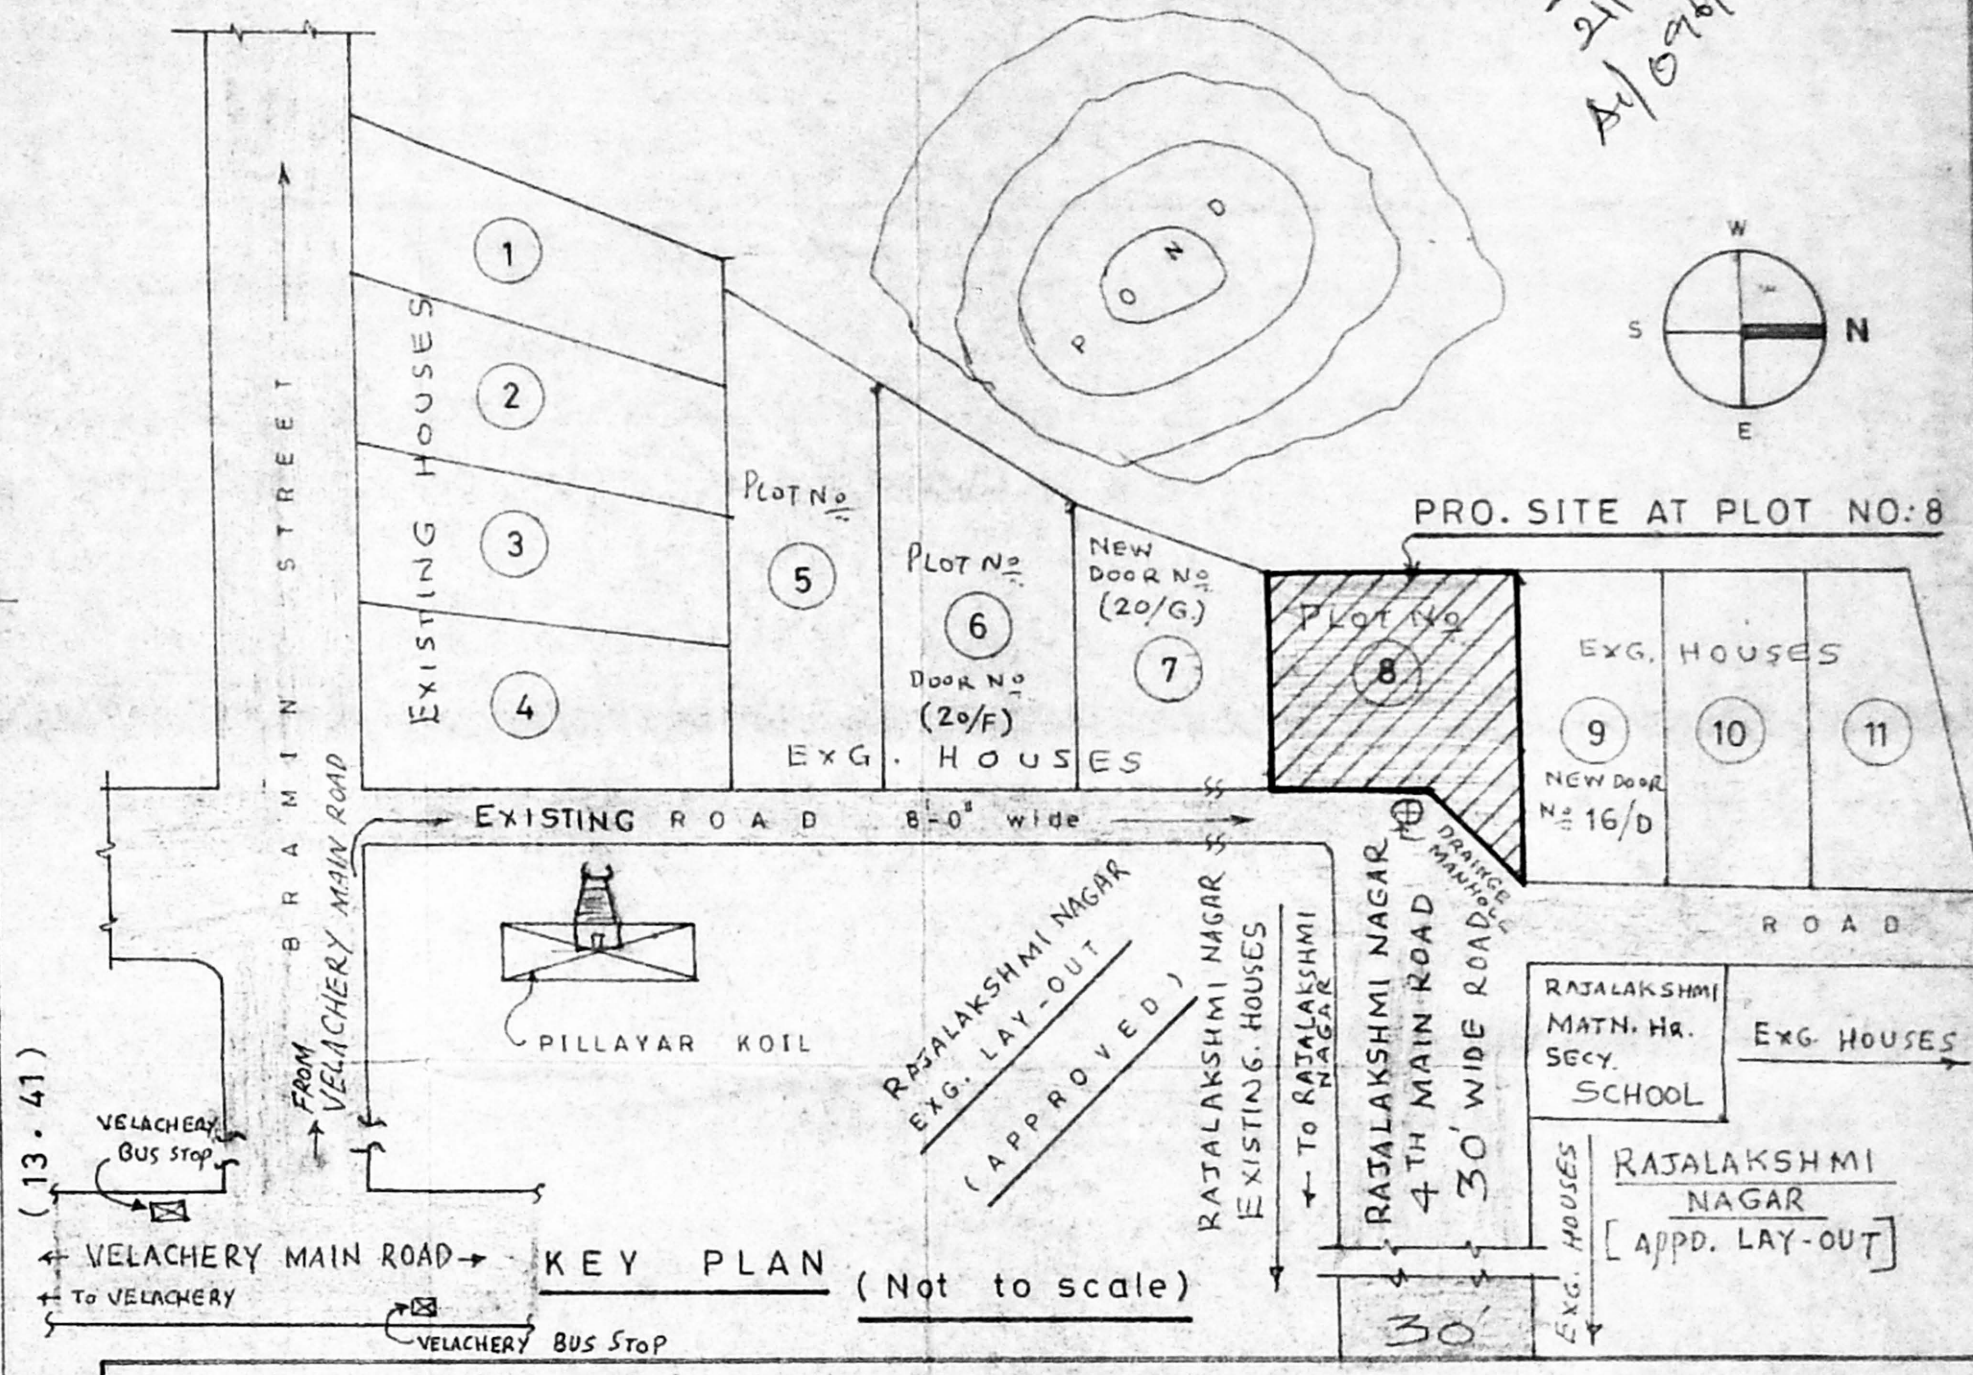 W
S
N
E
POND
BRAMIN STREET
EXISTING HOUSES
1
2
3
4
PLOT No
5
PLOT No
6
DOOR No
(20/F)
NEW
DOOR No
(20/G.)
7
EXG. HOUSES
PRO. SITE AT PLOT NO:8
PLOT No
8
EXG. HOUSES
9
10
11
NEW DOOR
No 16/D
EXISTING ROAD 8-0" wide
DRAINGE
MANHOLE
ROAD
FROM
VELACHERY MAIN ROAD
PILLAYAR KOIL
RAJALAKSHMI NAGAR
EXG. LAY-OUT
(APPROVED)
RAJALAKSHMI NAGAR
EXISTING. HOUSES
TO RAJALAKSHMI
NAGAR
RAJALAKSHMI NAGAR
4 TH MAIN ROAD
30' WIDE ROAD
RAJALAKSHMI
MATN. HR.
SECY.
SCHOOL
EXG. HOUSES
EXG. HOUSES
RAJALAKSHMI
NAGAR
[APPD. LAY-OUT]
(13.41)
VELACHERY
BUS STOP
VELACHERY MAIN ROAD
TO VELACHERY
VELACHERY BUS STOP
KEY PLAN (Not to scale)
30'